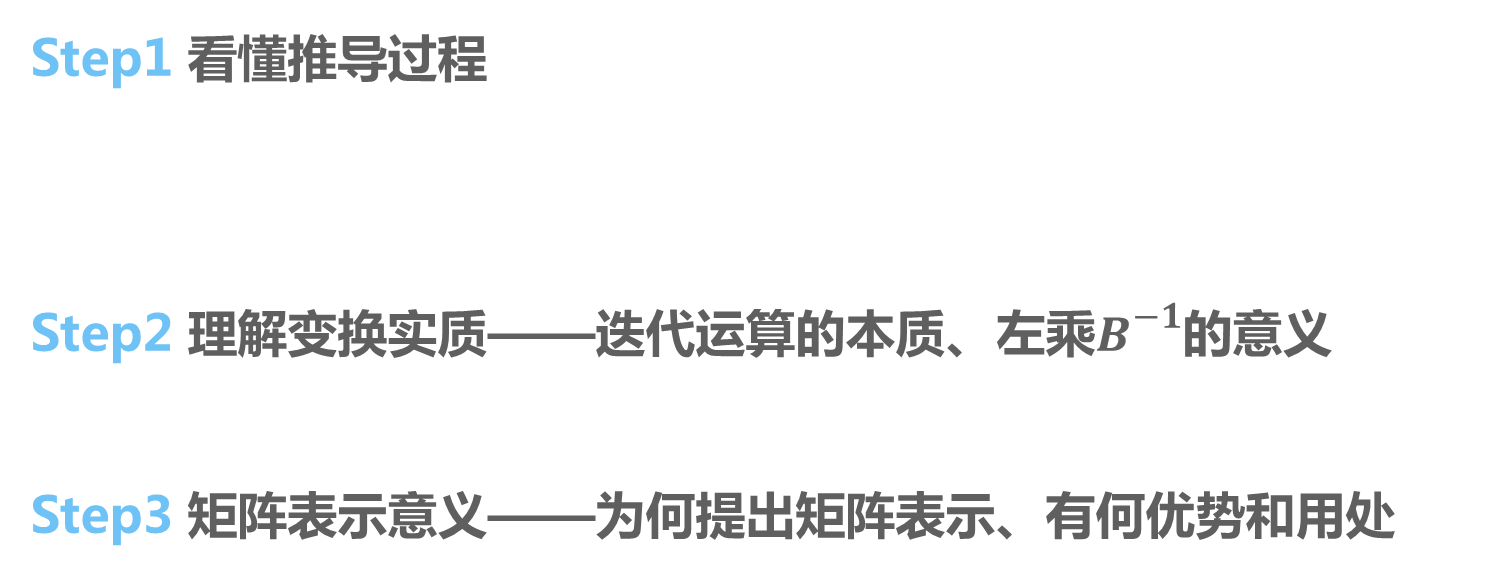 Step1 看懂推导过程
Step2 理解变换实质——迭代运算的本质、左乘B⁻¹的意义
Step3 矩阵表示意义——为何提出矩阵表示、有何优势和用处